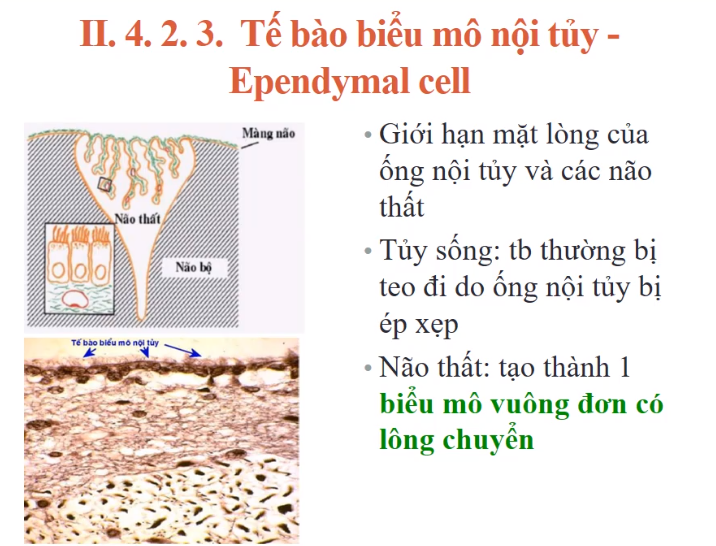 II. 4. 2. 3. Tế bào biểu mô nội tủy -
Ependymal cell
Màng não
Não thất
Não bộ
Tế bào biểu mô nội tủy
• Giới hạn mặt lòng của
ống nội tủy và các não
thất
• Tủy sống: tb thường bị
teo đi do ống nội tủy bị
ép xẹp
• Não thất: tạo thành 1
biểu mô vuông đơn có
lông chuyển